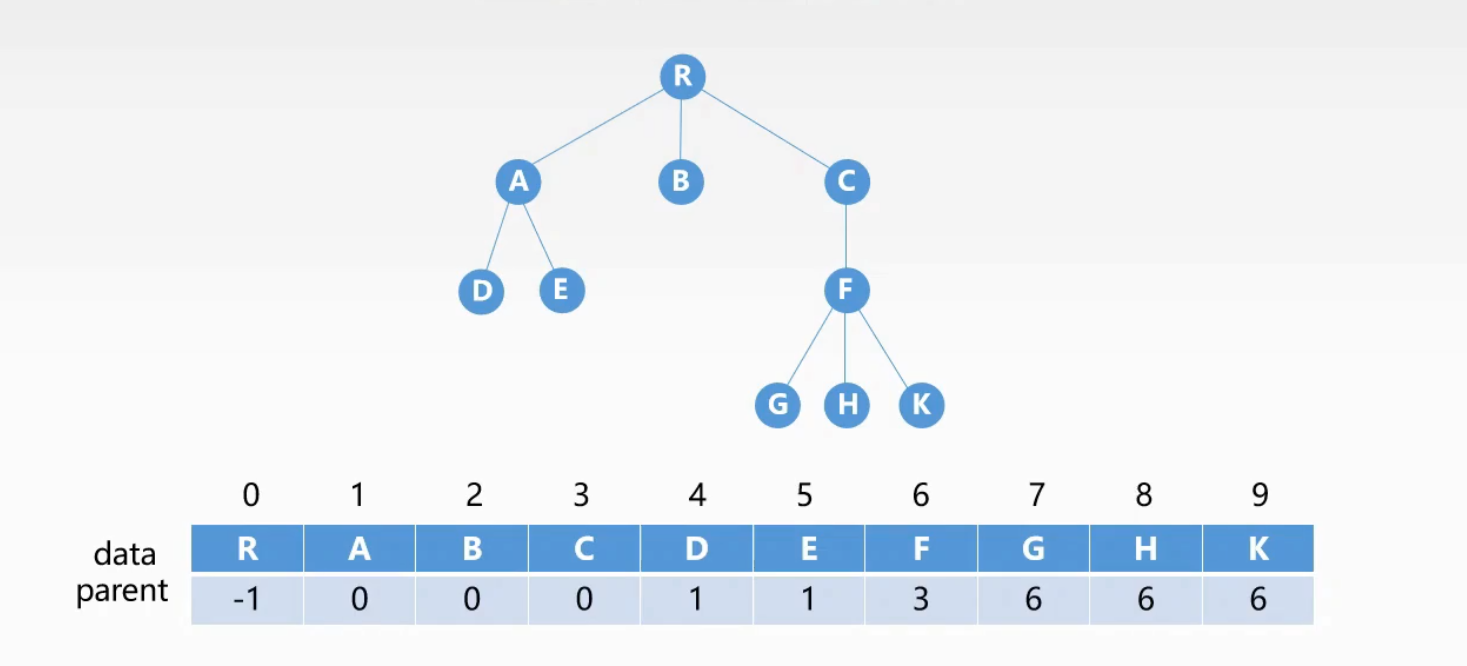 R
A B C
D E F
G H K
0 1 2 3 4 5 6 7 8 9
data R A B C D E F G H K
parent -1 0 0 0 1 1 3 6 6 6